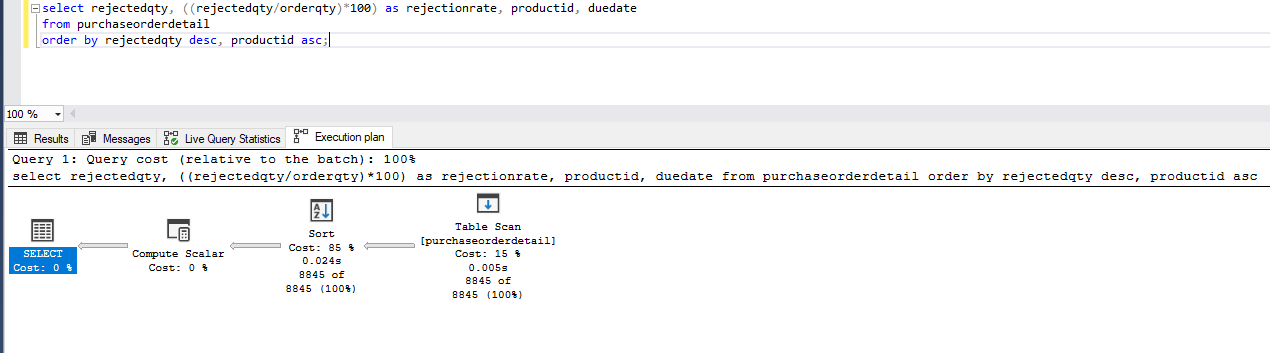 select rejectedqty, ((rejectedqty/orderqty)*100) as rejectionrate, productid, duedate
from purchaseorderdetail
order by rejectedqty desc, productid asc;
100 %
Results Messages Live Query Statistics Execution plan
Query 1: Query cost (relative to the batch): 100%
select rejectedqty, ((rejectedqty/orderqty)*100) as rejectionrate, productid, duedate from purchaseorderdetail order by rejectedqty desc, productid asc
SELECT
Cost: 0 %
Compute Scalar
Cost: 0 %
Sort
Cost: 85 %
0.024s
8845 of
8845 (100%)
Table Scan
[purchaseorderdetail]
Cost: 15 %
0.005s
8845 of
8845 (100%)